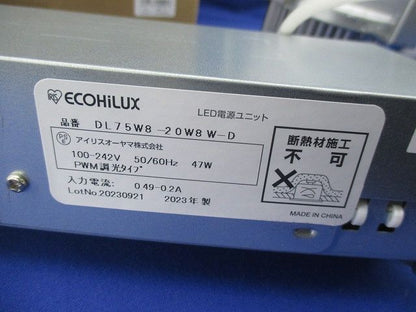 IRIS ECOHiLUX
LED電源ユニット
品番 DL75W8-20W8W-D
PS E
アイリスオーヤマ株式会社
100-242V 50/60Hz 47W
PWM調光タイプ
入力電流: 0.49-0.2A
LotNo.20230921 2023年製
断熱材施工
不可
MADE IN CHINA